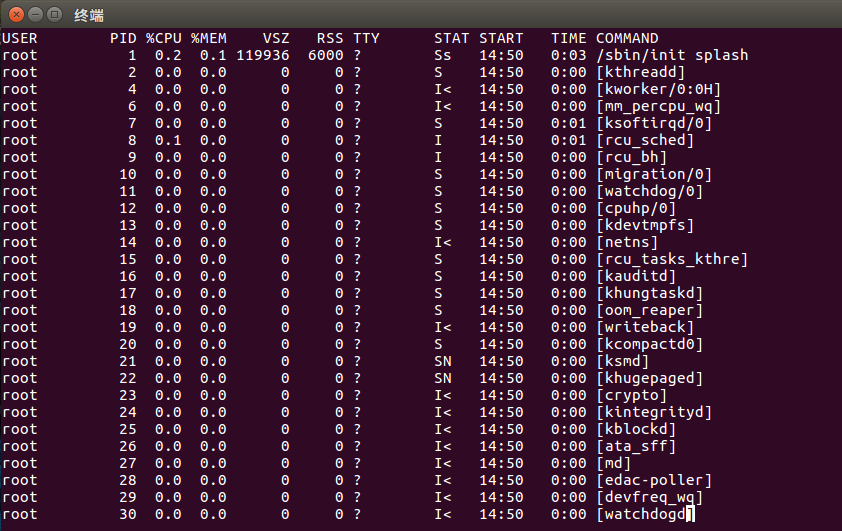 终端
USER PID %CPU %MEM VSZ RSS TTY STAT START TIME COMMAND
root 1 0.2 0.1 119936 6000 ? Ss 14:50 0:03 /sbin/init splash
root 2 0.0 0.0 0 0 ? S 14:50 0:00 [kthreadd]
root 4 0.0 0.0 0 0 ? I< 14:50 0:00 [kworker/0:0H]
root 6 0.0 0.0 0 0 ? I< 14:50 0:00 [mm_percpu_wq]
root 7 0.0 0.0 0 0 ? S 14:50 0:01 [ksoftirqd/0]
root 8 0.1 0.0 0 0 ? I 14:50 0:01 [rcu_sched]
root 9 0.0 0.0 0 0 ? I 14:50 0:00 [rcu_bh]
root 10 0.0 0.0 0 0 ? S 14:50 0:00 [migration/0]
root 11 0.0 0.0 0 0 ? S 14:50 0:00 [watchdog/0]
root 12 0.0 0.0 0 0 ? S 14:50 0:00 [cpuhp/0]
root 13 0.0 0.0 0 0 ? S 14:50 0:00 [kdevtmpfs]
root 14 0.0 0.0 0 0 ? I< 14:50 0:00 [netns]
root 15 0.0 0.0 0 0 ? S 14:50 0:00 [rcu_tasks_kthre]
root 16 0.0 0.0 0 0 ? S 14:50 0:00 [kauditd]
root 17 0.0 0.0 0 0 ? S 14:50 0:00 [khungtaskd]
root 18 0.0 0.0 0 0 ? S 14:50 0:00 [oom_reaper]
root 19 0.0 0.0 0 0 ? I< 14:50 0:00 [writeback]
root 20 0.0 0.0 0 0 ? S 14:50 0:00 [kcompactd0]
root 21 0.0 0.0 0 0 ? SN 14:50 0:00 [ksmd]
root 22 0.0 0.0 0 0 ? SN 14:50 0:00 [khugepaged]
root 23 0.0 0.0 0 0 ? I< 14:50 0:00 [crypto]
root 24 0.0 0.0 0 0 ? I< 14:50 0:00 [kintegrityd]
root 25 0.0 0.0 0 0 ? I< 14:50 0:00 [kblockd]
root 26 0.0 0.0 0 0 ? I< 14:50 0:00 [ata_sff]
root 27 0.0 0.0 0 0 ? I< 14:50 0:00 [md]
root 28 0.0 0.0 0 0 ? I< 14:50 0:00 [edac-poller]
root 29 0.0 0.0 0 0 ? I< 14:50 0:00 [devfreq_wq]
root 30 0.0 0.0 0 0 ? I< 14:50 0:00 [watchdogd]